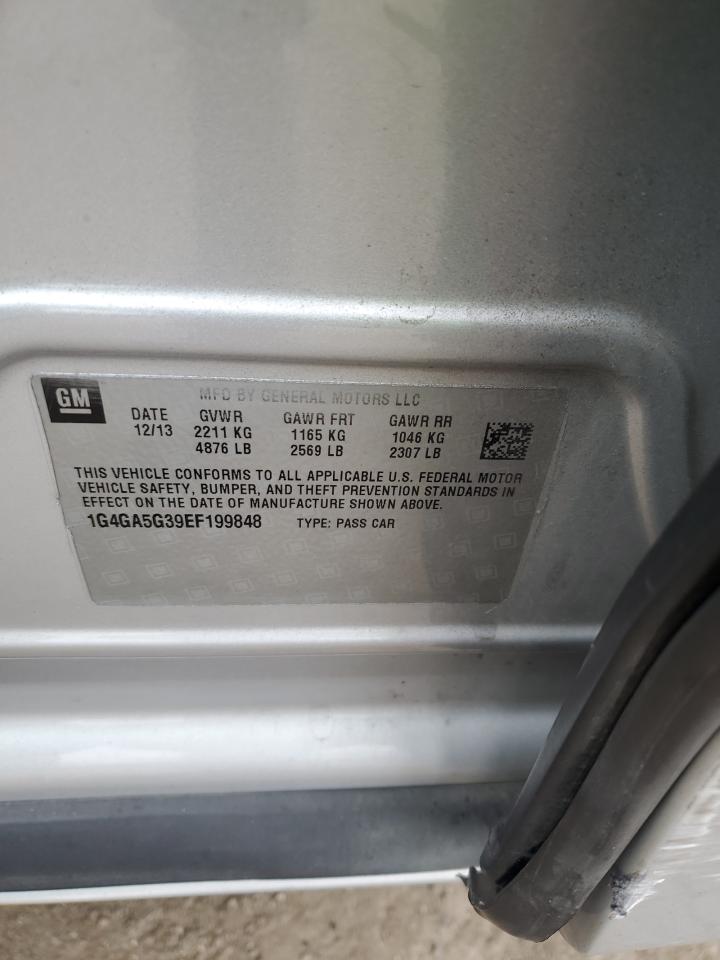 GM
MFD BY GENERAL MOTORS LLC
DATE GVWR GAWR FRT GAWR RR
12/13 2211 KG 1165 KG 1046 KG
4876 LB 2569 LB 2307 LB
THIS VEHICLE CONFORMS TO ALL APPLICABLE U.S. FEDERAL MOTOR
VEHICLE SAFETY, BUMPER, AND THEFT PREVENTION STANDARDS IN
EFFECT ON THE DATE OF MANUFACTURE SHOWN ABOVE.
1G4GA5G39EF199848 TYPE: PASS CAR